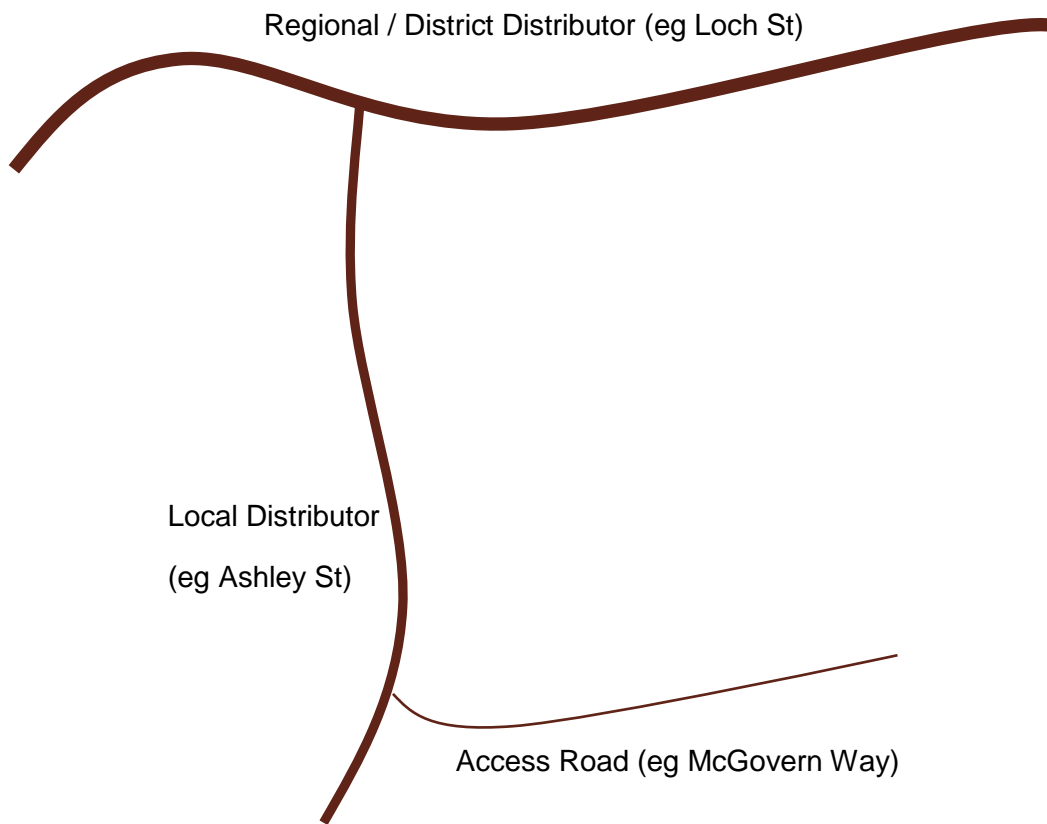 Regional / District Distributor (eg Loch St)
Local Distributor
(eg Ashley St)
Access Road (eg McGovern Way)